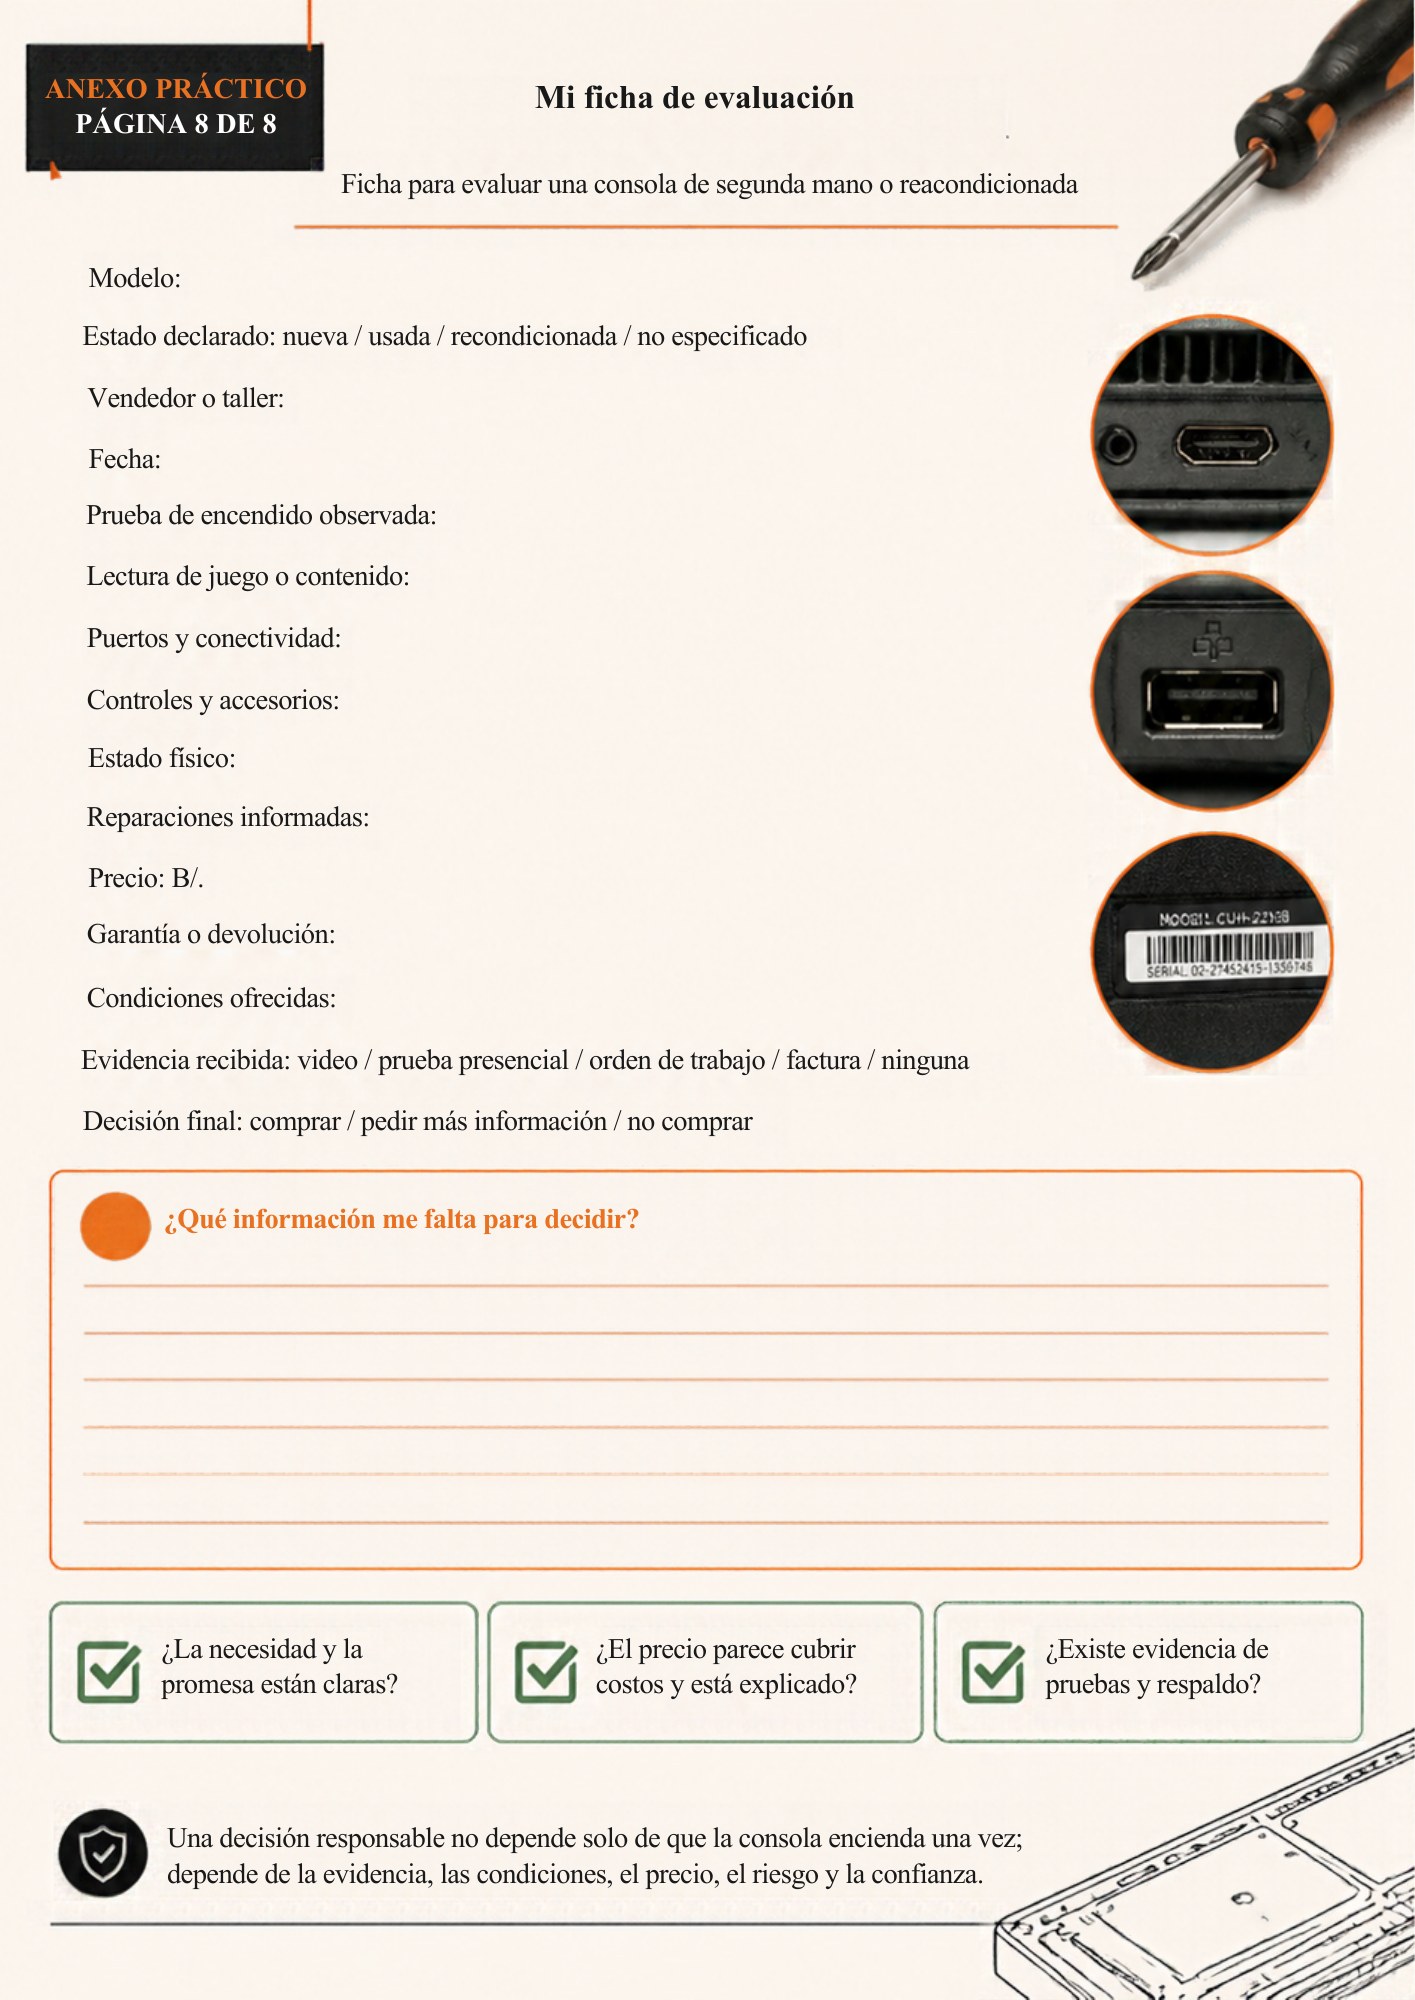 ANEXO PRÁCTICO
PÁGINA 8 DE 8
Mi ficha de evaluación
Ficha para evaluar una consola de segunda mano o reacondicionada
Modelo:
Estado declarado: nueva / usada / recondicionada / no especificado
Vendedor o taller:
Fecha:
Prueba de encendido observada:
Lectura de juego o contenido:
Puertos y conectividad:
Controles y accesorios:
Estado físico:
Reparaciones informadas:
Precio: B/.
Garantía o devolución:
Condiciones ofrecidas:
Evidencia recibida: video / prueba presencial / orden de trabajo / factura / ninguna
Decisión final: comprar / pedir más información / no comprar
SERIAL
¿Qué información me falta para decidir?
¿La necesidad y la
promesa están claras?
¿El precio parece cubrir
costos y está explicado?
¿Existe evidencia de
pruebas y respaldo?
Una decisión responsable no depende solo de que la consola encienda una vez;
depende de la evidencia, las condiciones, el precio, el riesgo y la confianza.